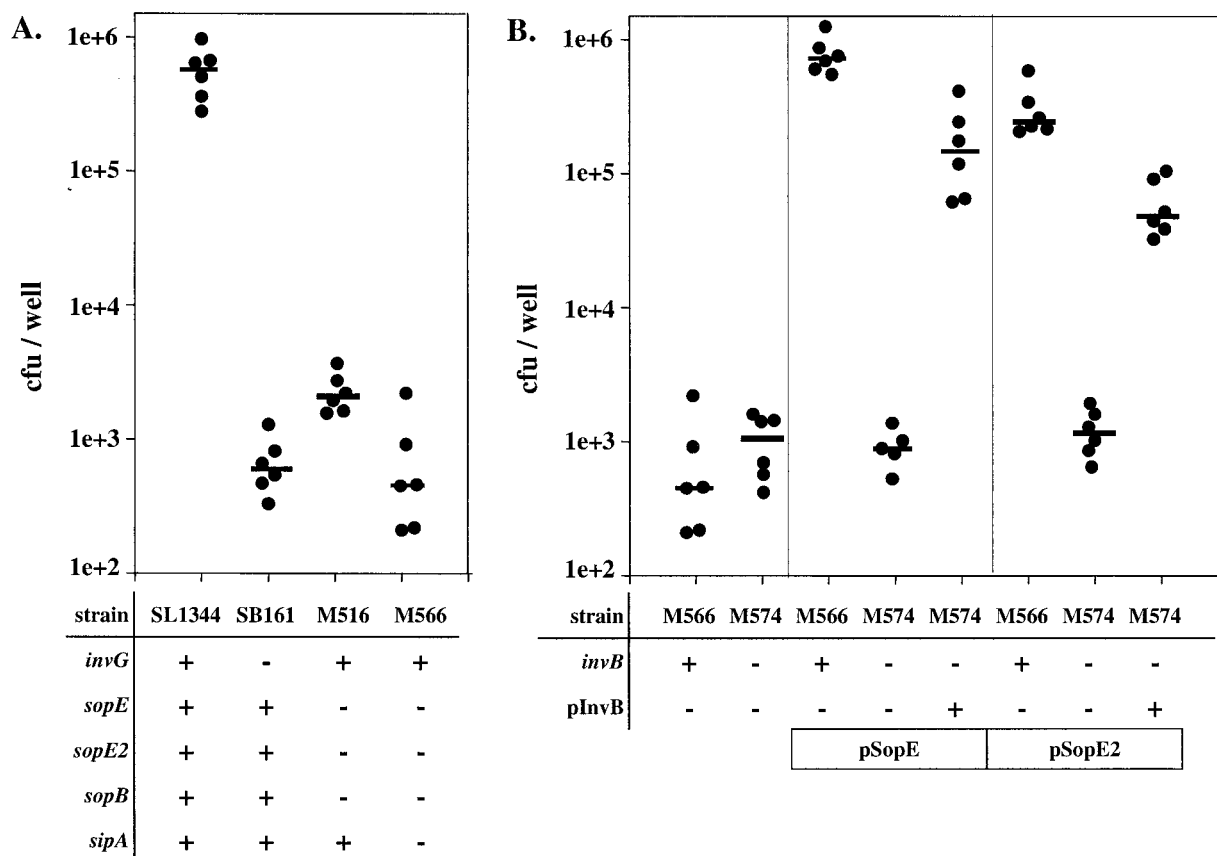 A.
1e+6
1e+5
1e+4
1e+3
1e+2
cfu / well
strain SL1344 SB161 M516 M566
invG + - + +
sopE + + - -
sopE2 + + - -
sopB + + - -
sipA + + + -
B.
1e+6
1e+5
1e+4
1e+3
1e+2
cfu / well
strain M566 M574 M566 M574 M574 M566 M574 M574
invB + - + - - + - -
pInvB - - - - + - - +
pSopE pSopE2